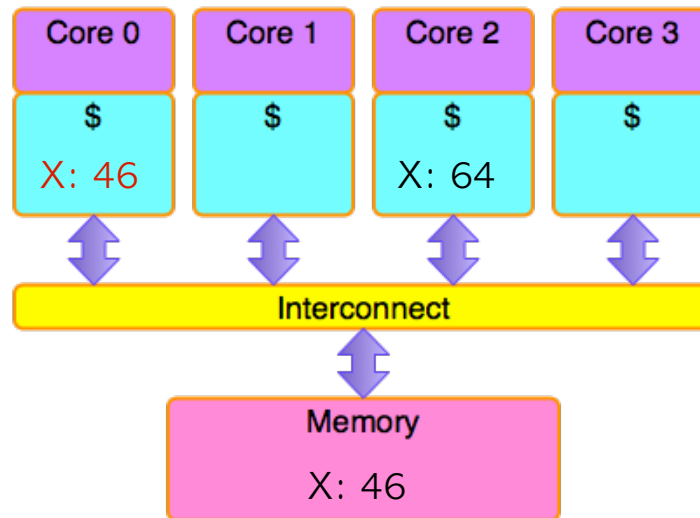 Core 0 Core 1 Core 2 Core 3
$ $ $ $
X: 46 X: 64
Interconnect
Memory
X: 46